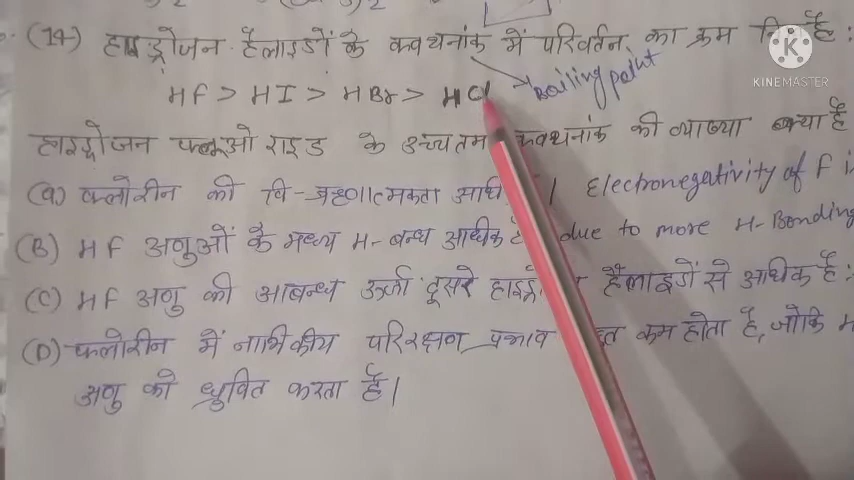 (14) हाइड्रोजन हैलाइडों के क्वथनांक में परिवर्तन का क्रम है:
K
KINEMASTER
Boiling point
HF > HI > HBr > HCl
हाइड्रोजन फ्लूओराइड के उच्चतम क्वथनांक की व्याख्या क्या है
(a) फ्लोरीन की वि-ऋणात्मकता Electronegativity of F
(B) HF अणुओं के मध्य H-बन्ध अधीक है due to more H-Bonding
(C) HF अणु की आबन्ध ऊर्जा दूसरे हैलाइडों से अधिक है:
(D) फ्लोरीन में नाभिकीय परिरक्षण प्रभाव कम होता है, जोकि
अणु को ध्रुवित करता है।